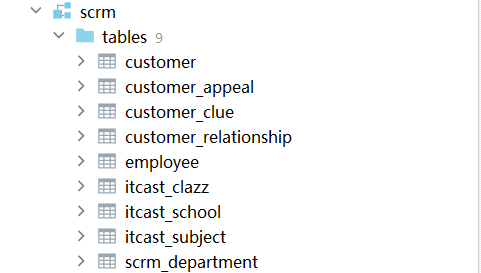 scrm
tables 9
customer
customer_appeal
customer_clue
customer_relationship
employee
itcast_clazz
itcast_school
itcast_subject
scrm_department